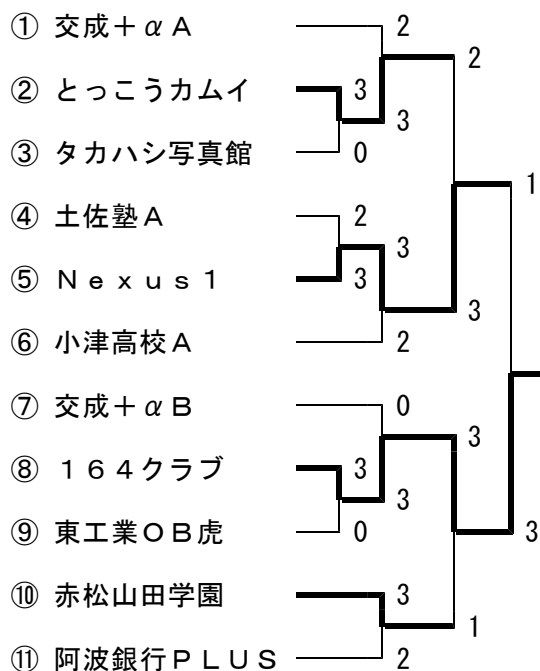 ① 交成＋αＡ 2
2
② とっこうカムイ 3
3
③ タカハシ写真館 0
1
④ 土佐塾Ａ 2
3
⑤ Ｎｅｘｕｓ１ 3
3
⑥ 小津高校Ａ 2
⑦ 交成＋αＢ 0
3
⑧ １６４クラブ 3
3
⑨ 東工業ＯＢ虎 0
3
⑩ 赤松山田学園 3
1
⑪ 阿波銀行ＰＬＵＳ 2